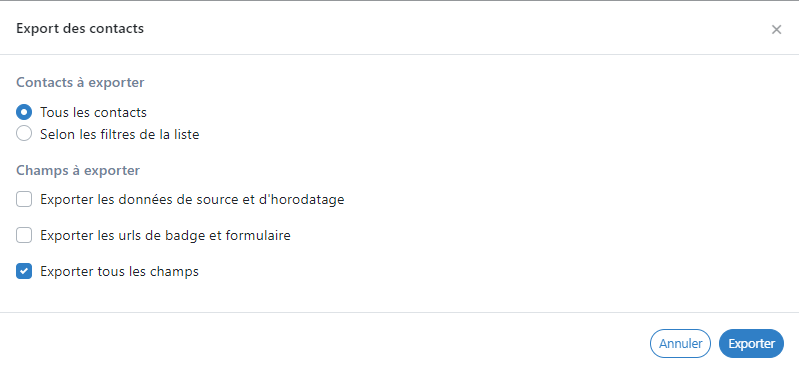 Export des contacts
Contacts à exporter
Tous les contacts
Selon les filtres de la liste
Champs à exporter
Exporter les données de source et d'horodatage
Exporter les urls de badge et formulaire
Exporter tous les champs
Annuler
Exporter